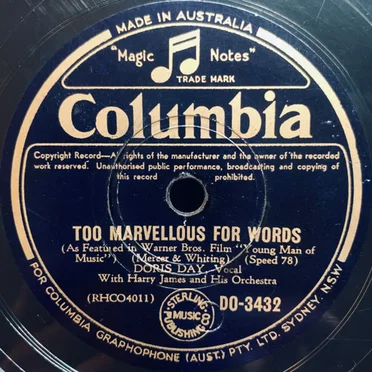 MADE IN AUSTRALIA
"Magic Notes"
TRADE MARK
Columbia
Copyright Record—All rights of the manufacturer and the owner of the recorded
work reserved. Unauthorised public performance, broadcasting and copying of
this record prohibited.
TOO MARVELLOUS FOR WORDS
(As Featured in Warner Bros. Film "Young Man of
Music") (Mercer & Whiting) (Speed 78)
DORIS DAY, Vocal
With Harry James and His Orchestra
(RHCO4011)
STERLING MUSIC PUBLISHING CO
DO-3432
FOR COLUMBIA GRAPHOPHONE (AUST.) PTY. LTD. SYDNEY, N.S.W.